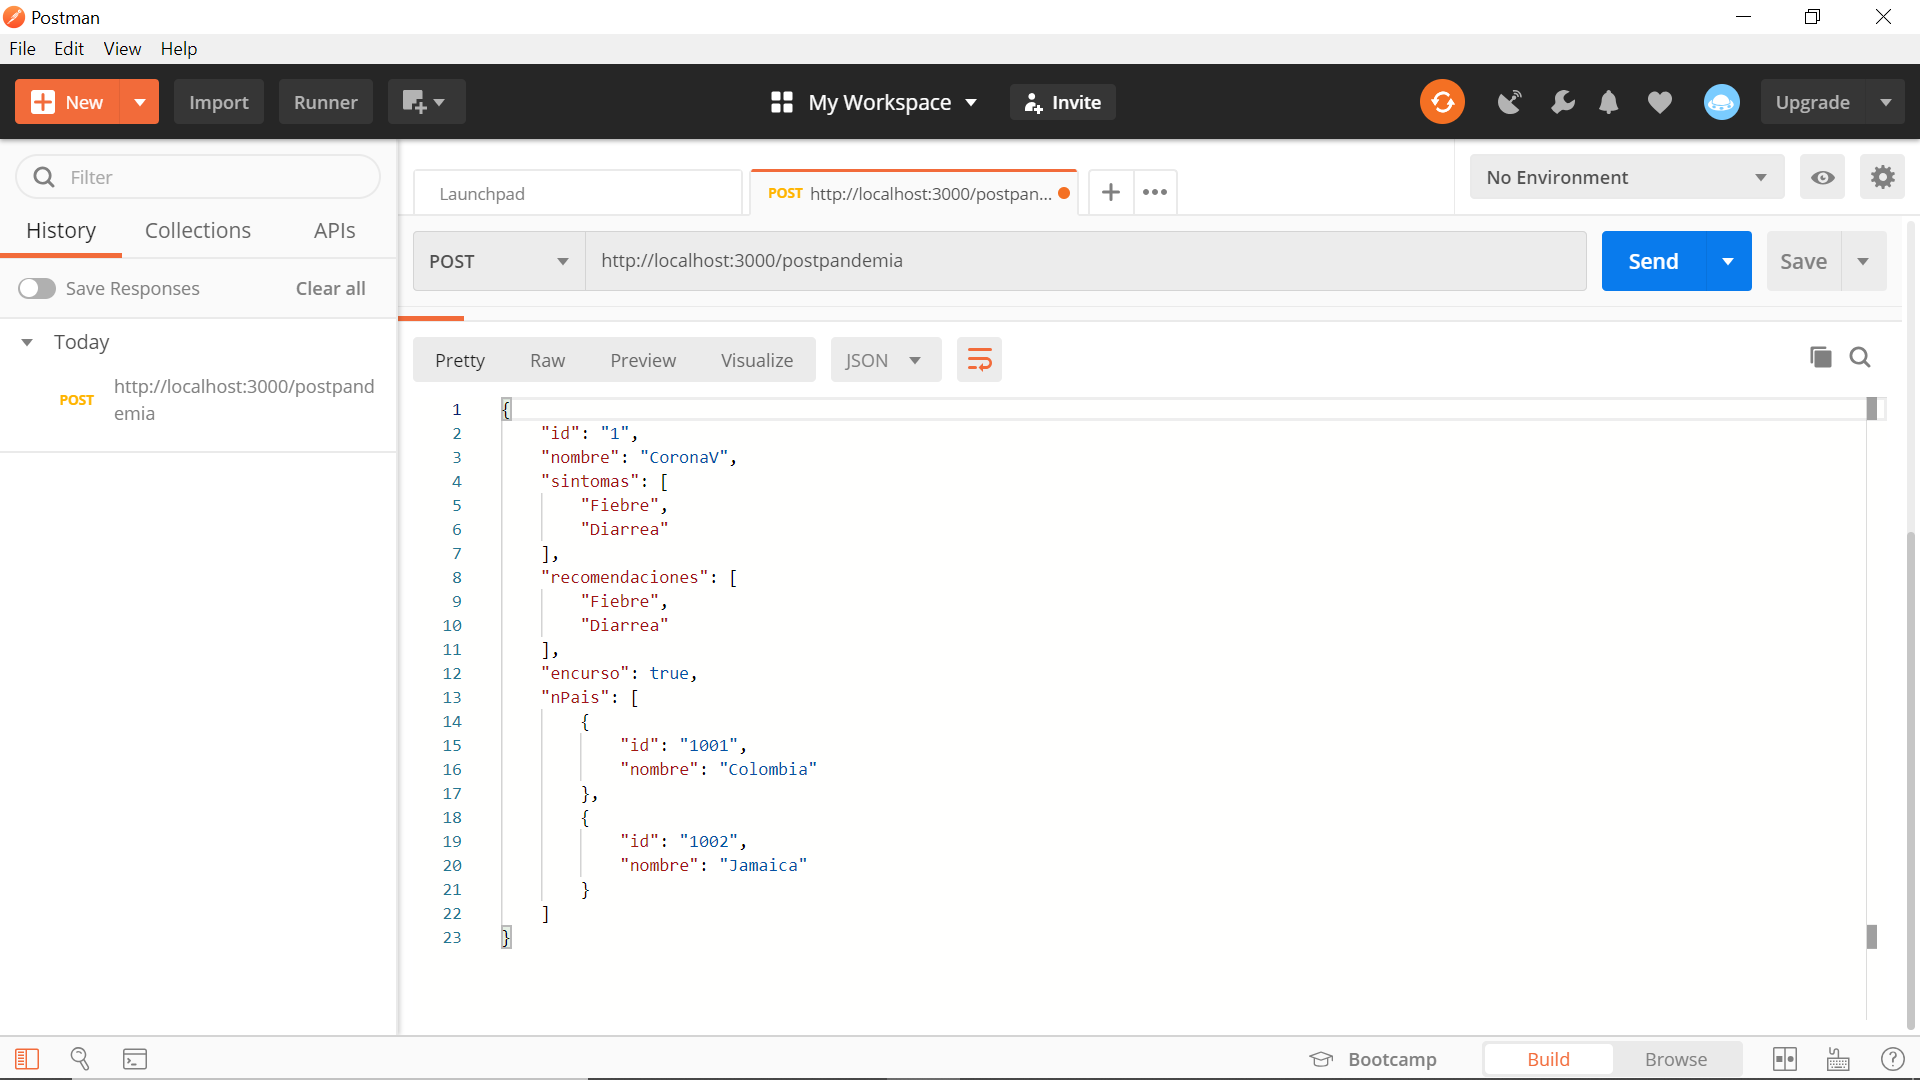 Postman
File Edit View Help
New Import Runner My Workspace Invite Upgrade
Filter
Launchpad POST http://localhost:3000/postpan... No Environment
History Collections APIs
POST http://localhost:3000/postpandemia Send Save
Save Responses Clear all
Today
POST http://localhost:3000/postpand
emia
Pretty Raw Preview Visualize JSON
1 {
2 "id": "1",
3 "nombre": "CoronaV",
4 "sintomas": [
5 "Fiebre",
6 "Diarrea"
7 ],
8 "recomendaciones": [
9 "Fiebre",
10 "Diarrea"
11 ],
12 "encurso": true,
13 "nPais": [
14 {
15 "id": "1001",
16 "nombre": "Colombia"
17 },
18 {
19 "id": "1002",
20 "nombre": "Jamaica"
21 }
22 ]
23 }
Bootcamp Build Browse